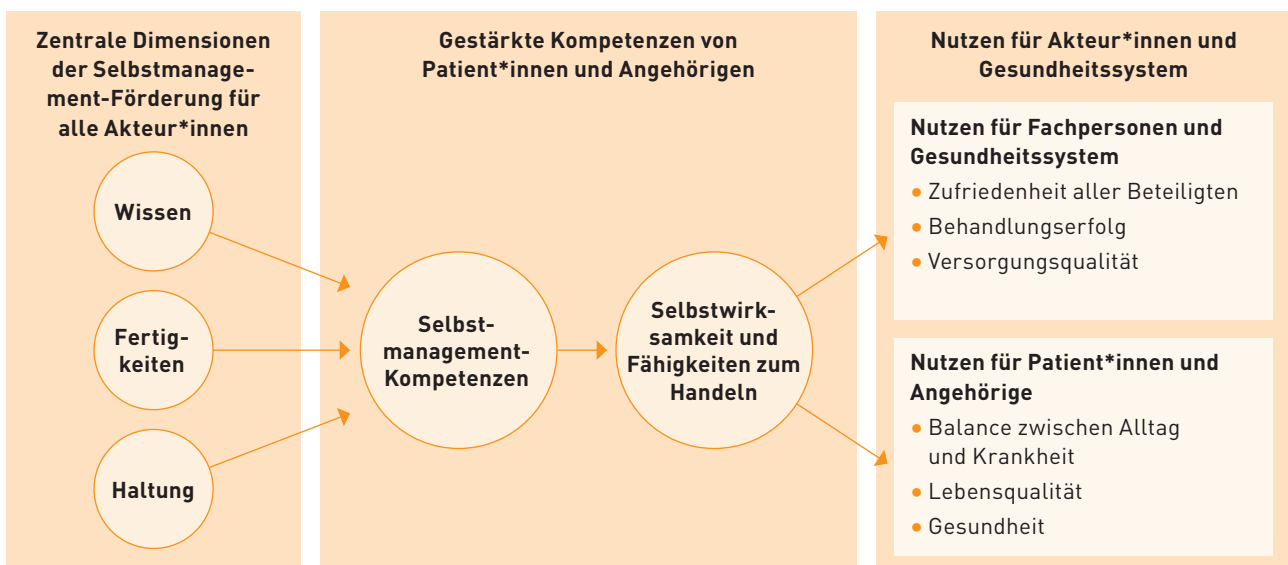 Zentrale Dimensionen
der Selbstmanage-
ment-Förderung für
alle Akteur*innen
Wissen
Fertig-
keiten
Haltung
Gestärkte Kompetenzen von
Patient*innen und Angehörigen
Selbst-
management-
Kompetenzen
Selbstwirk-
samkeit und
Fähigkeiten zum
Handeln
Nutzen für Akteur*innen und
Gesundheitssystem
Nutzen für Fachpersonen und
Gesundheitssystem
• Zufriedenheit aller Beteiligten
• Behandlungserfolg
• Versorgungsqualität
Nutzen für Patient*innen und
Angehörige
• Balance zwischen Alltag
und Krankheit
• Lebensqualität
• Gesundheit